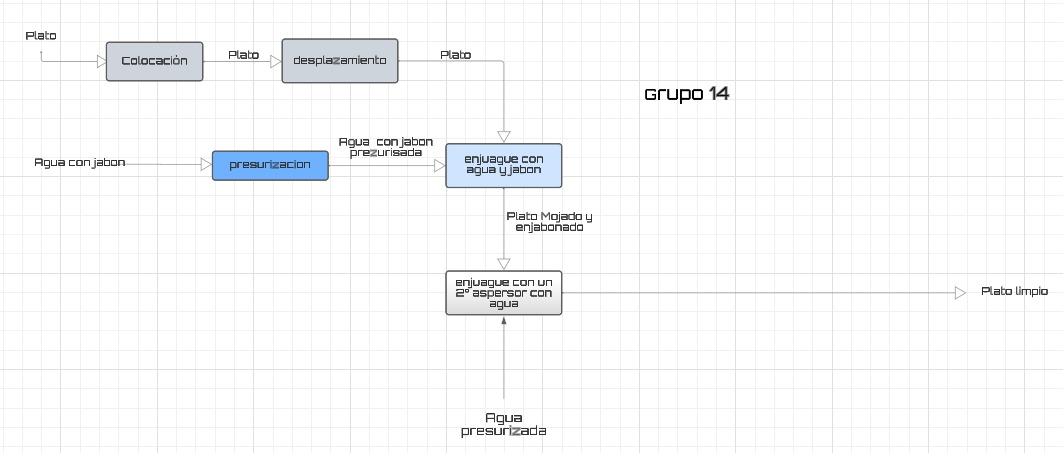 Plato
Colocación
Plato
desplazamiento
Plato
Grupo 14
Agua con jabon
presurizacion
Agua con jabon
prezurisada
enjuague con
agua y jabon
Plato Mojado y
enjabonado
enjuague con un
2° aspersor con
agua
Plato limpio
Agua
presurizada